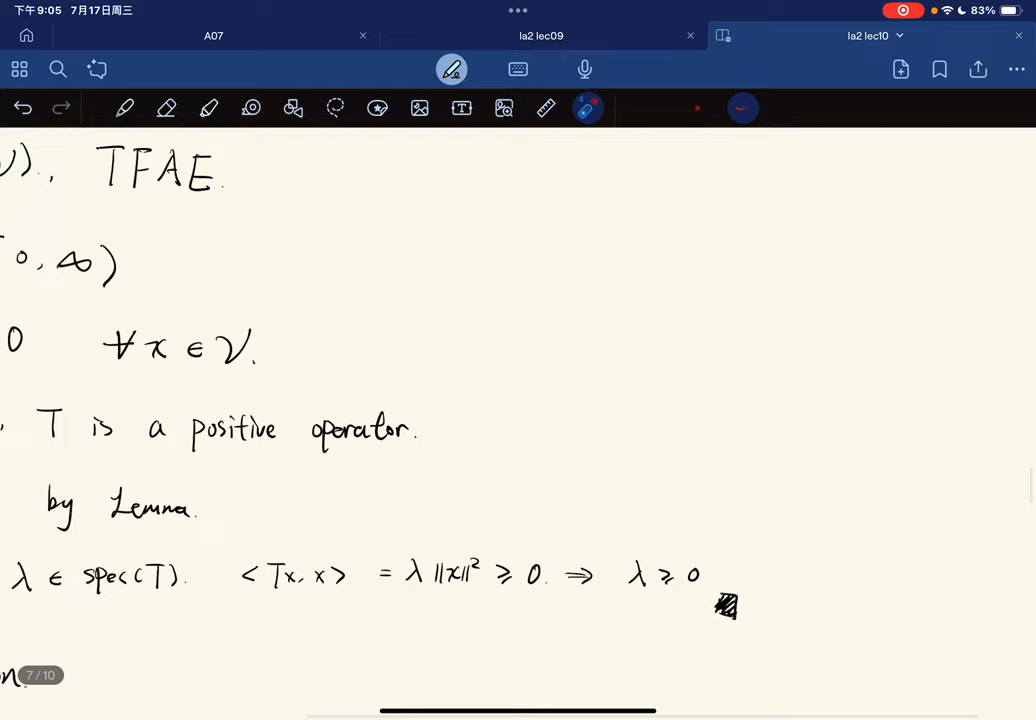 下午9:05 7月17日周三
83%
A07
la2 lec09
la2 lec10
V)., TFAE.
0, ∞)
0 ∀x ∈ V.
, T is a positive operator.
by Lemma.
λ ∈ spec(T). <Tx, x> = λ ||x||² ≥ 0. ⇒ λ ≥ 0
on.
7 / 10